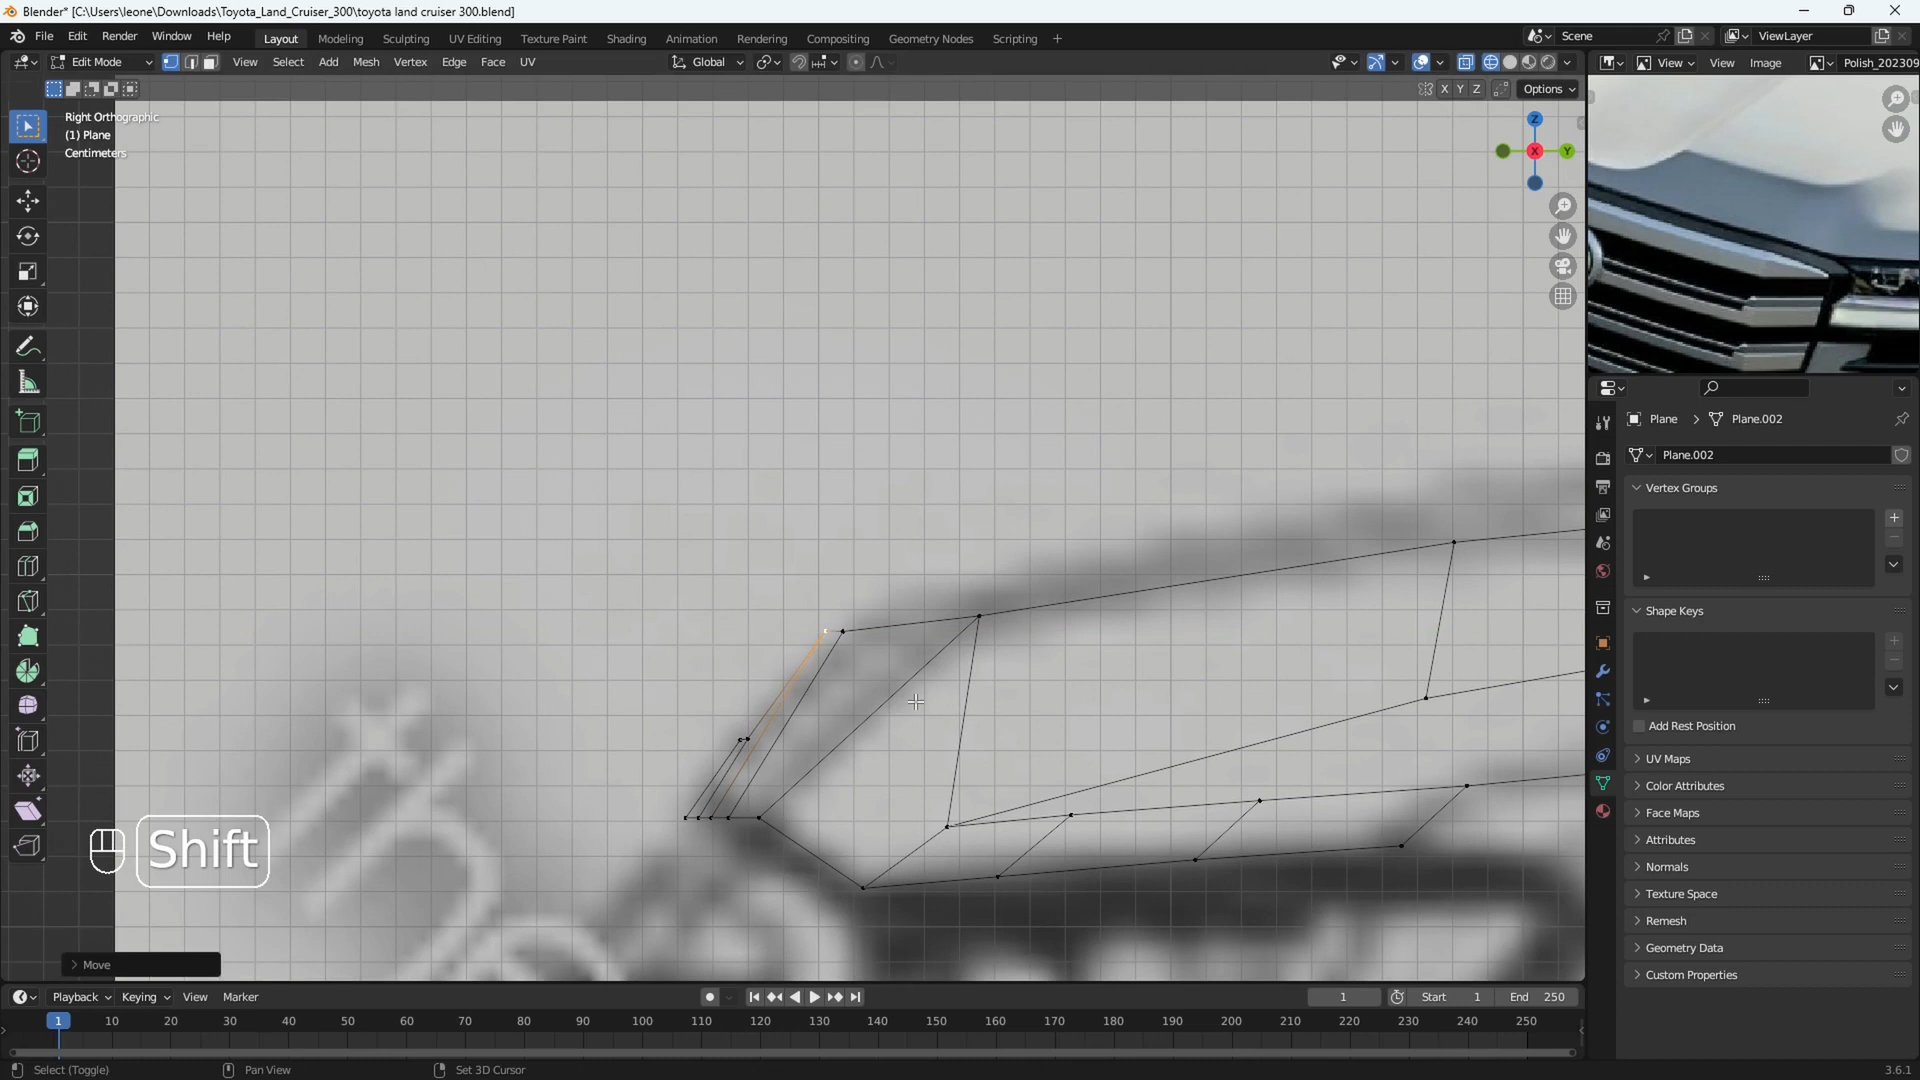 Blender* [C:\Users\leone\Downloads\Toyota_Land_Cruiser_300\toyota land cruiser 300.blend]
File Edit Render Window Help Layout Modeling Sculpting UV Editing Texture Paint Shading Animation Rendering Compositing Geometry Nodes Scripting + Scene ViewLayer
Edit Mode View Select Add Mesh Vertex Edge Face UV Global View View Image Polish_202309
X Y Z Options
Right Orthographic
(1) Plane
Centimeters
Z
X Y
Plane Plane.002
Plane.002
Vertex Groups
Shape Keys
Add Rest Position
UV Maps
Color Attributes
Face Maps
Attributes
Normals
Texture Space
Remesh
Geometry Data
Custom Properties
Shift
Move
Playback Keying View Marker 1 Start 1 End 250
1 10 20 30 40 50 60 70 80 90 100 110 120 130 140 150 160 170 180 190 200 210 220 230 240 250
Select (Toggle) Pan View Set 3D Cursor 3.6.1